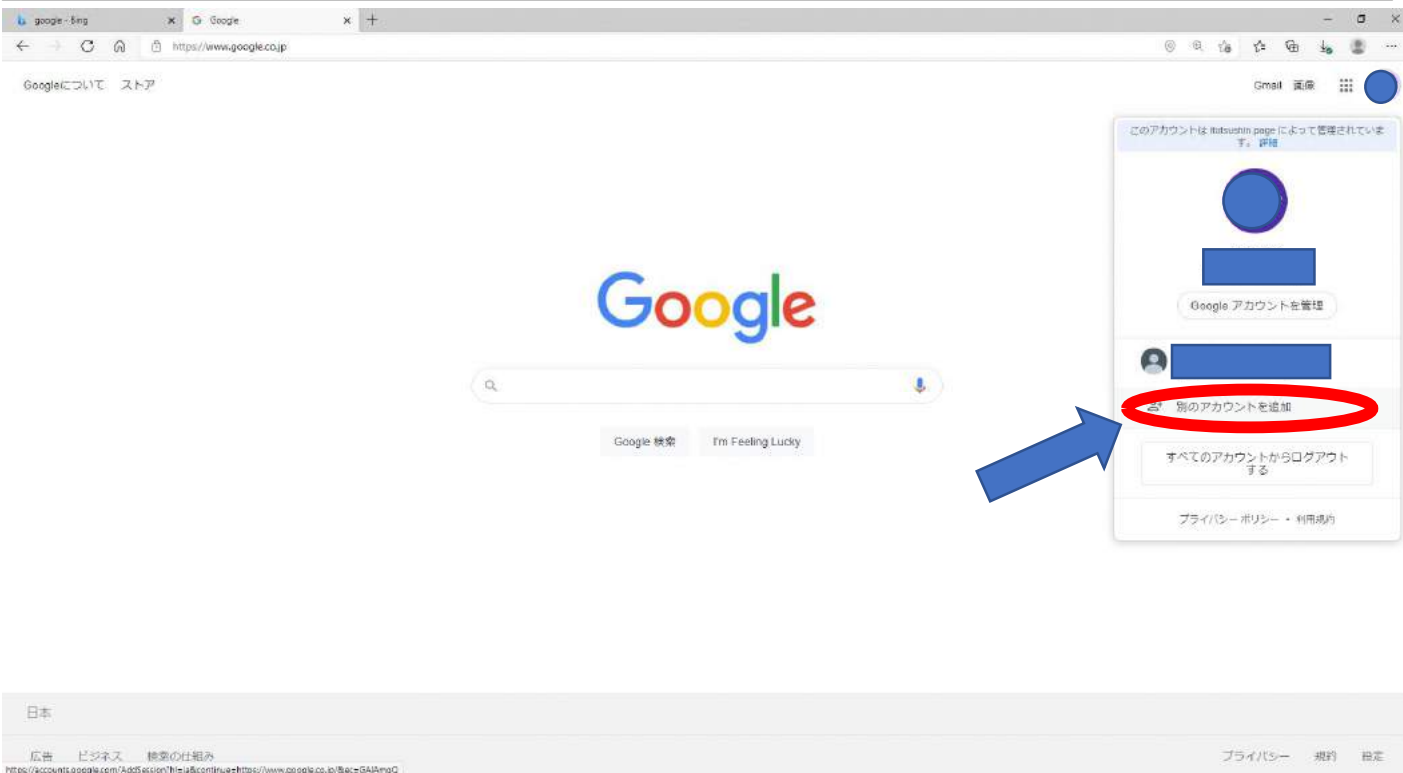 google - Bing
Google
https://www.google.co.jp
Googleについて ストア
Gmail 画像
このアカウントは itatsushin.page によって管理されていま
す。 詳細
Google アカウントを管理
Google
別のアカウントを追加
Google 検索 I'm Feeling Lucky
すべてのアカウントからログアウト
する
プライバシー ポリシー ・ 利用規約
日本
広告 ビジネス 検索の仕組み
プライバシー 規約 設定